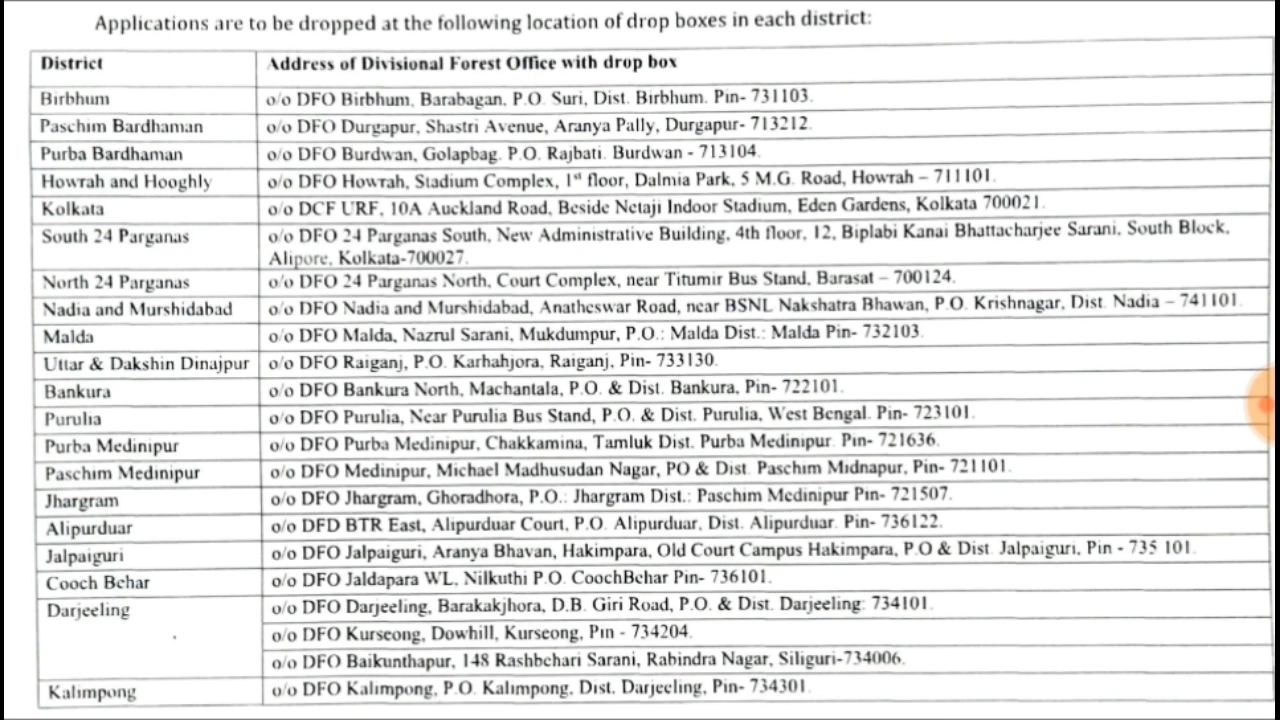 Applications are to be dropped at the following location of drop boxes in each district:
District Address of Divisional Forest Office with drop box
Birbhum o/o DFO Birbhum, Barabagan, P.O. Suri, Dist. Birbhum. Pin- 731103.
Paschim Bardhaman o/o DFO Durgapur, Shastri Avenue, Aranya Pally, Durgapur- 713212.
Purba Bardhaman o/o DFO Burdwan, Golapbag. P.O. Rajbati. Burdwan - 713104.
Howrah and Hooghly o/o DFO Howrah, Stadium Complex, 1st floor, Dalmia Park, 5 M.G. Road, Howrah – 711101.
Kolkata o/o DCF URF, 10A Auckland Road, Beside Netaji Indoor Stadium, Eden Gardens, Kolkata 700021.
South 24 Parganas o/o DFO 24 Parganas South, New Administrative Building, 4th floor, 12, Biplabi Kanai Bhattacharjee Sarani, South Block,
Alipore, Kolkata-700027.
North 24 Parganas o/o DFO 24 Parganas North, Court Complex, near Titumir Bus Stand, Barasat – 700124.
Nadia and Murshidabad o/o DFO Nadia and Murshidabad, Anatheswar Road, near BSNL Nakshatra Bhawan, P.O. Krishnagar, Dist. Nadia – 741101.
Malda o/o DFO Malda, Nazrul Sarani, Mukdumpur, P.O.: Malda Dist.: Malda Pin- 732103.
Uttar & Dakshin Dinajpur o/o DFO Raiganj, P.O. Karhahjora, Raiganj, Pin- 733130.
Bankura o/o DFO Bankura North, Machantala, P.O. & Dist. Bankura, Pin- 722101.
Purulia o/o DFO Purulia, Near Purulia Bus Stand, P.O. & Dist. Purulia, West Bengal. Pin- 723101.
Purba Medinipur o/o DFO Purba Medinipur, Chakkamina, Tamluk Dist. Purba Medinipur. Pin- 721636.
Paschim Medinipur o/o DFO Medinipur, Michael Madhusudan Nagar, PO & Dist. Paschim Midnapur, Pin- 721101.
Jhargram o/o DFO Jhargram, Ghoradhora, P.O.: Jhargram Dist.: Paschim Medinipur Pin- 721507.
Alipurduar o/o DFD BTR East, Alipurduar Court, P.O. Alipurduar, Dist. Alipurduar. Pin- 736122.
Jalpaiguri o/o DFO Jalpaiguri, Aranya Bhavan, Hakimpara, Old Court Campus Hakimpara, P.O & Dist. Jalpaiguri, Pin - 735 101.
Cooch Behar o/o DFO Jaldapara WL, Nilkuthi P.O. CoochBehar Pin- 736101.
Darjeeling o/o DFO Darjeeling, Barakakjhora, D.B. Giri Road, P.O. & Dist. Darjeeling: 734101.
o/o DFO Kurseong, Dowhill, Kurseong, Pin - 734204.
o/o DFO Baikunthapur, 148 Rashbehari Sarani, Rabindra Nagar, Siliguri-734006.
Kalimpong o/o DFO Kalimpong, P.O. Kalimpong, Dist. Darjeeling, Pin- 734301.